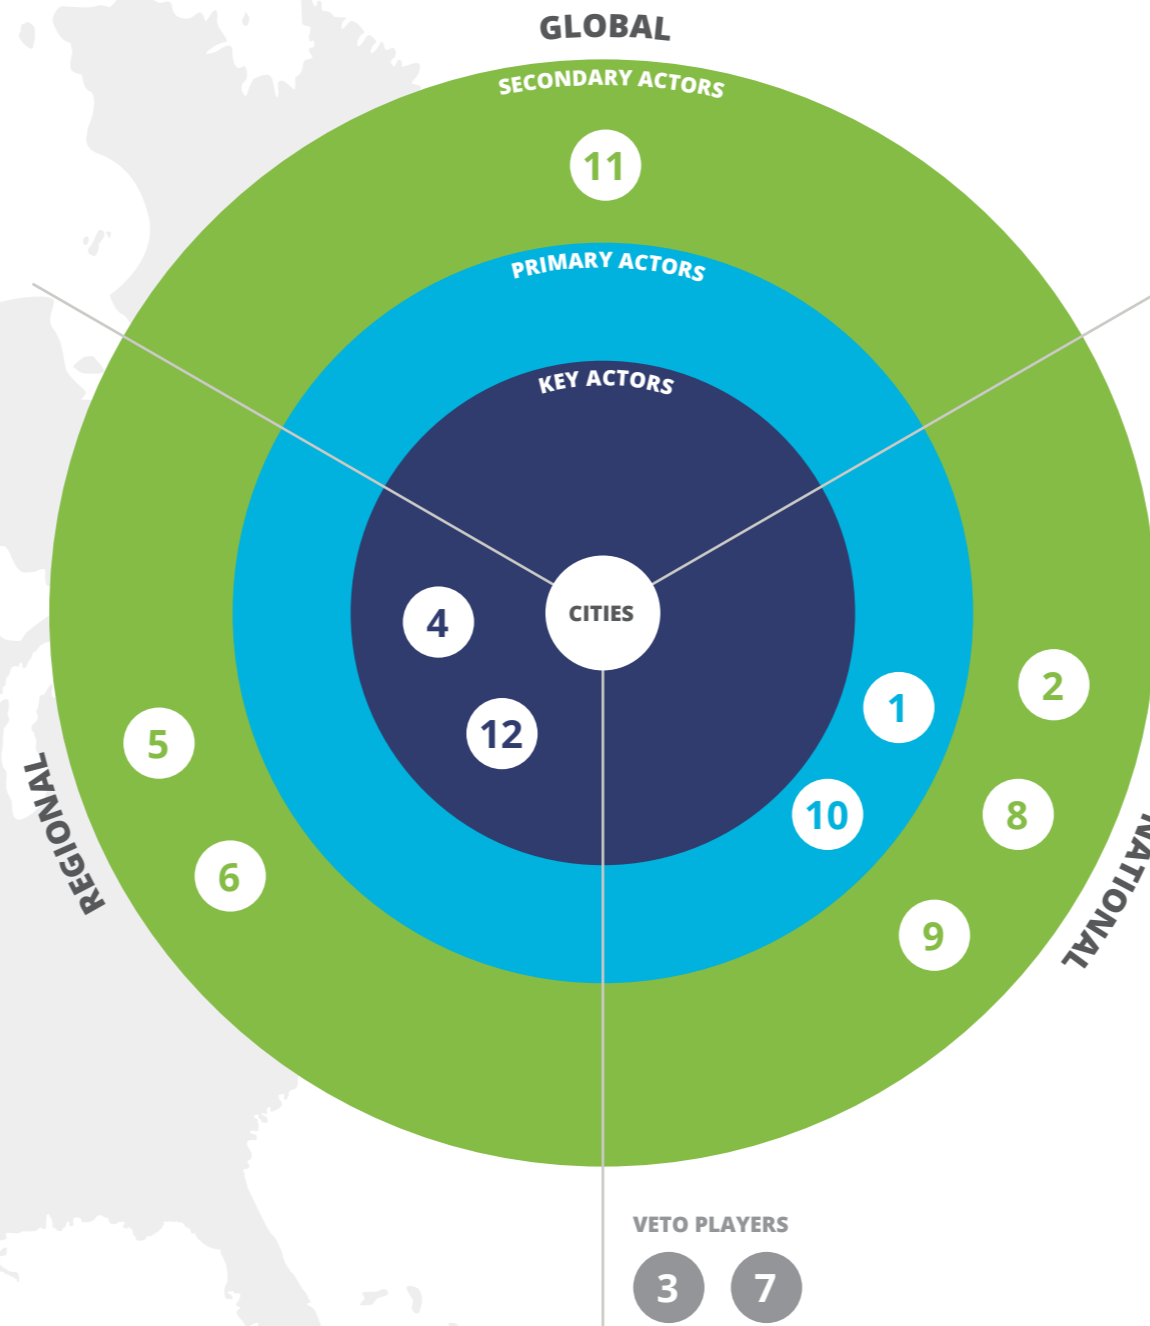 GLOBAL
SECONDARY ACTORS
11
PRIMARY ACTORS
KEY ACTORS
CITIES
4
12
1
2
10
8
5
6
9
REGIONAL
NATIONAL
VETO PLAYERS
3 7